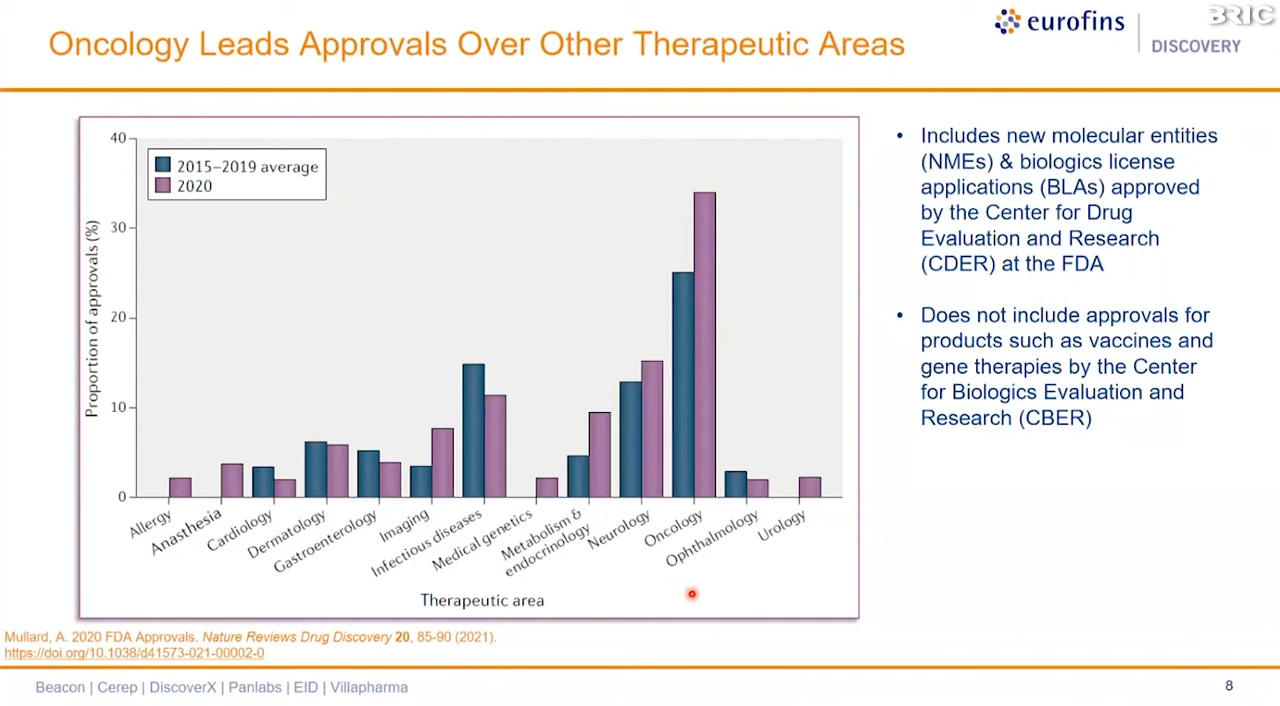 BRIC
Oncology Leads Approvals Over Other Therapeutic Areas
eurofins
DISCOVERY
40
30
20
10
0
Proportion of approvals (%)
2015–2019 average
2020
Allergy
Anasthesia
Cardiology
Dermatology
Gastroenterology
Imaging
Infectious diseases
Medical genetics
Metabolism &
endocrinology
Neurology
Oncology
Ophthalmology
Urology
Therapeutic area
• Includes new molecular entities
(NMEs) & biologics license
applications (BLAs) approved
by the Center for Drug
Evaluation and Research
(CDER) at the FDA
• Does not include approvals for
products such as vaccines and
gene therapies by the Center
for Biologics Evaluation and
Research (CBER)
Mullard, A. 2020 FDA Approvals. Nature Reviews Drug Discovery 20, 85-90 (2021).
https://doi.org/10.1038/d41573-021-00002-0
Beacon | Cerep | DiscoverX | Panlabs | EID | Villapharma
8